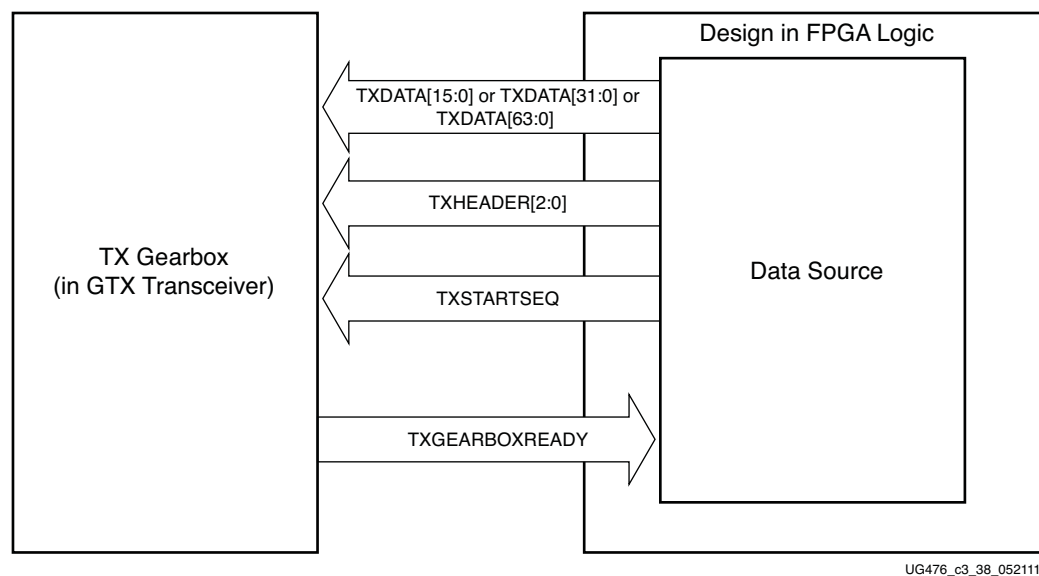 Design in FPGA Logic
TXDATA[15:0] or TXDATA[31:0] or
TXDATA[63:0]
TXHEADER[2:0]
TX Gearbox
(in GTX Transceiver)
Data Source
TXSTARTSEQ
TXGEARBOXREADY
UG476_c3_38_052111